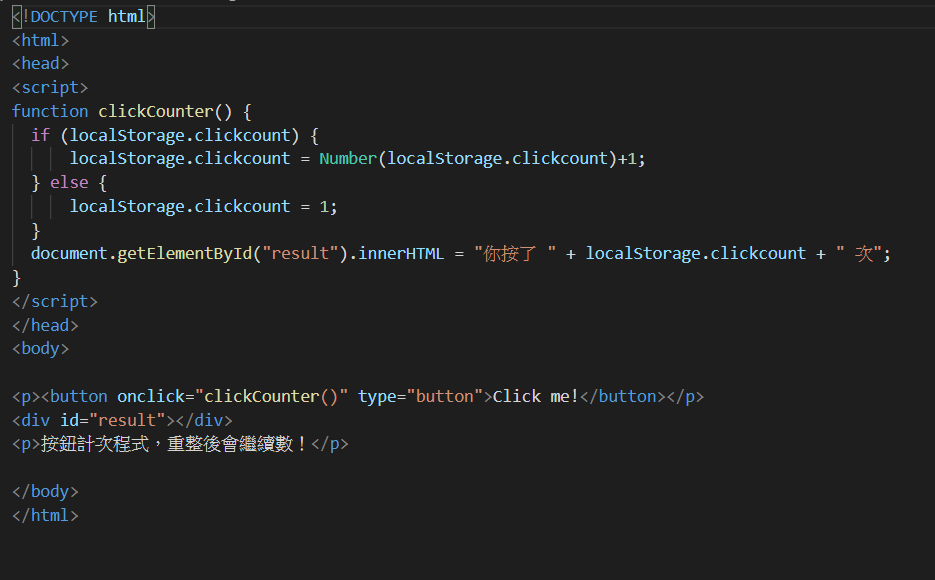 <!DOCTYPE html>
<html>
<head>
<script>
function clickCounter() {
  if (localStorage.clickcount) {
      localStorage.clickcount = Number(localStorage.clickcount)+1;
  } else {
      localStorage.clickcount = 1;
  }
  document.getElementById("result").innerHTML = "你按了 " + localStorage.clickcount + " 次";
}
</script>
</head>
<body>
<p><button onclick="clickCounter()" type="button">Click me!</button></p>
<div id="result"></div>
<p>按鈕計次程式，重整後會繼續數！</p>
</body>
</html>